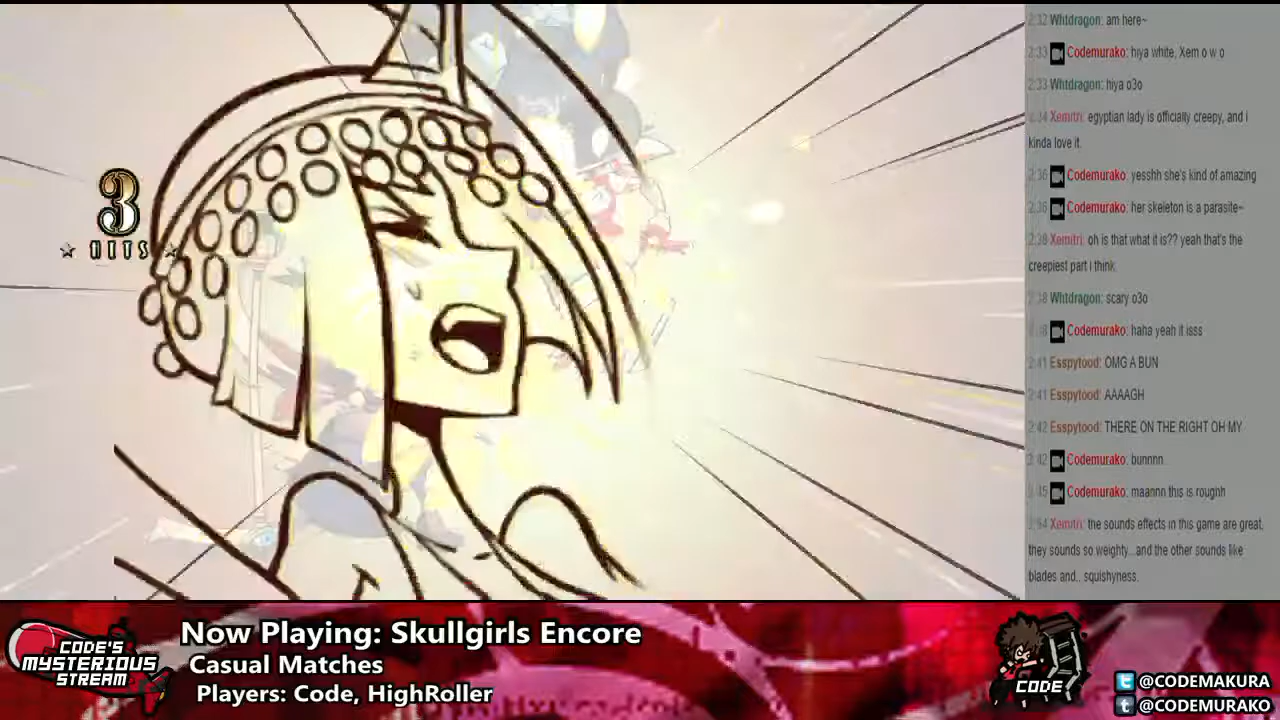 3
HITS
2:32 Whtdragon: am here~
2:33 Codemurako: hiya white, Xem o w o
2:33 Whtdragon: hiya o3o
2:34 Xemitri: egyptian lady is officially creepy, and i
kinda love it.
2:36 Codemurako: yesshh she's kind of amazing
2:36 Codemurako: her skeleton is a parasite~
2:38 Xemitri: oh is that what it is?? yeah that's the
creepiest part i think.
2:38 Whtdragon: scary o3o
Codemurako: haha yeah it isss
2:41 Esspytood: OMG A BUN
2:41 Esspytood: AAAAGH
2:42 Esspytood: THERE ON THE RIGHT OH MY
2:42 Codemurako: bunnnn
2:45 Codemurako: maannn this is roughh
2:54 Xemitri: the sounds effects in this game are great,
they sounds so weighty...and the other sounds like
blades and.. squishyness.
CODE'S
MYSTERIOUS
STREAM
Now Playing: Skullgirls Encore
Casual Matches
Players: Code, HighRoller
CODE
@CODEMAKURA
@CODEMURAKO